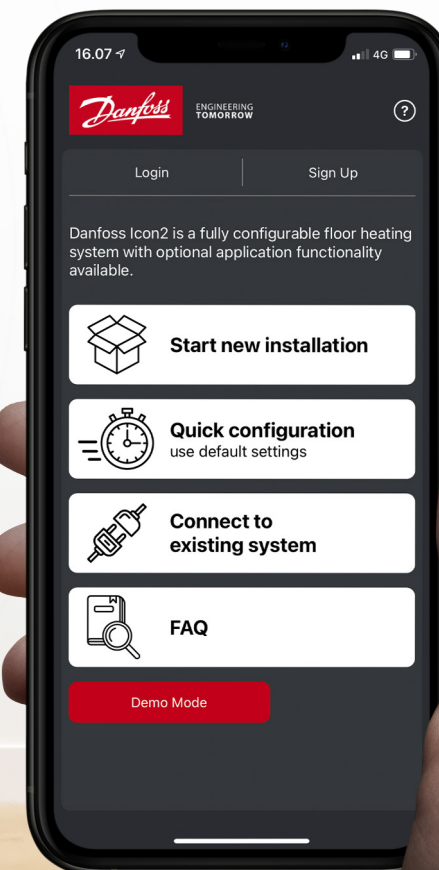 16.07
4G
Danfoss
ENGINEERING
TOMORROW
?
Login
Sign Up
Danfoss Icon2 is a fully configurable floor heating
system with optional application functionality
available.
Start new installation
Quick configuration
use default settings
Connect to
existing system
FAQ
Demo Mode